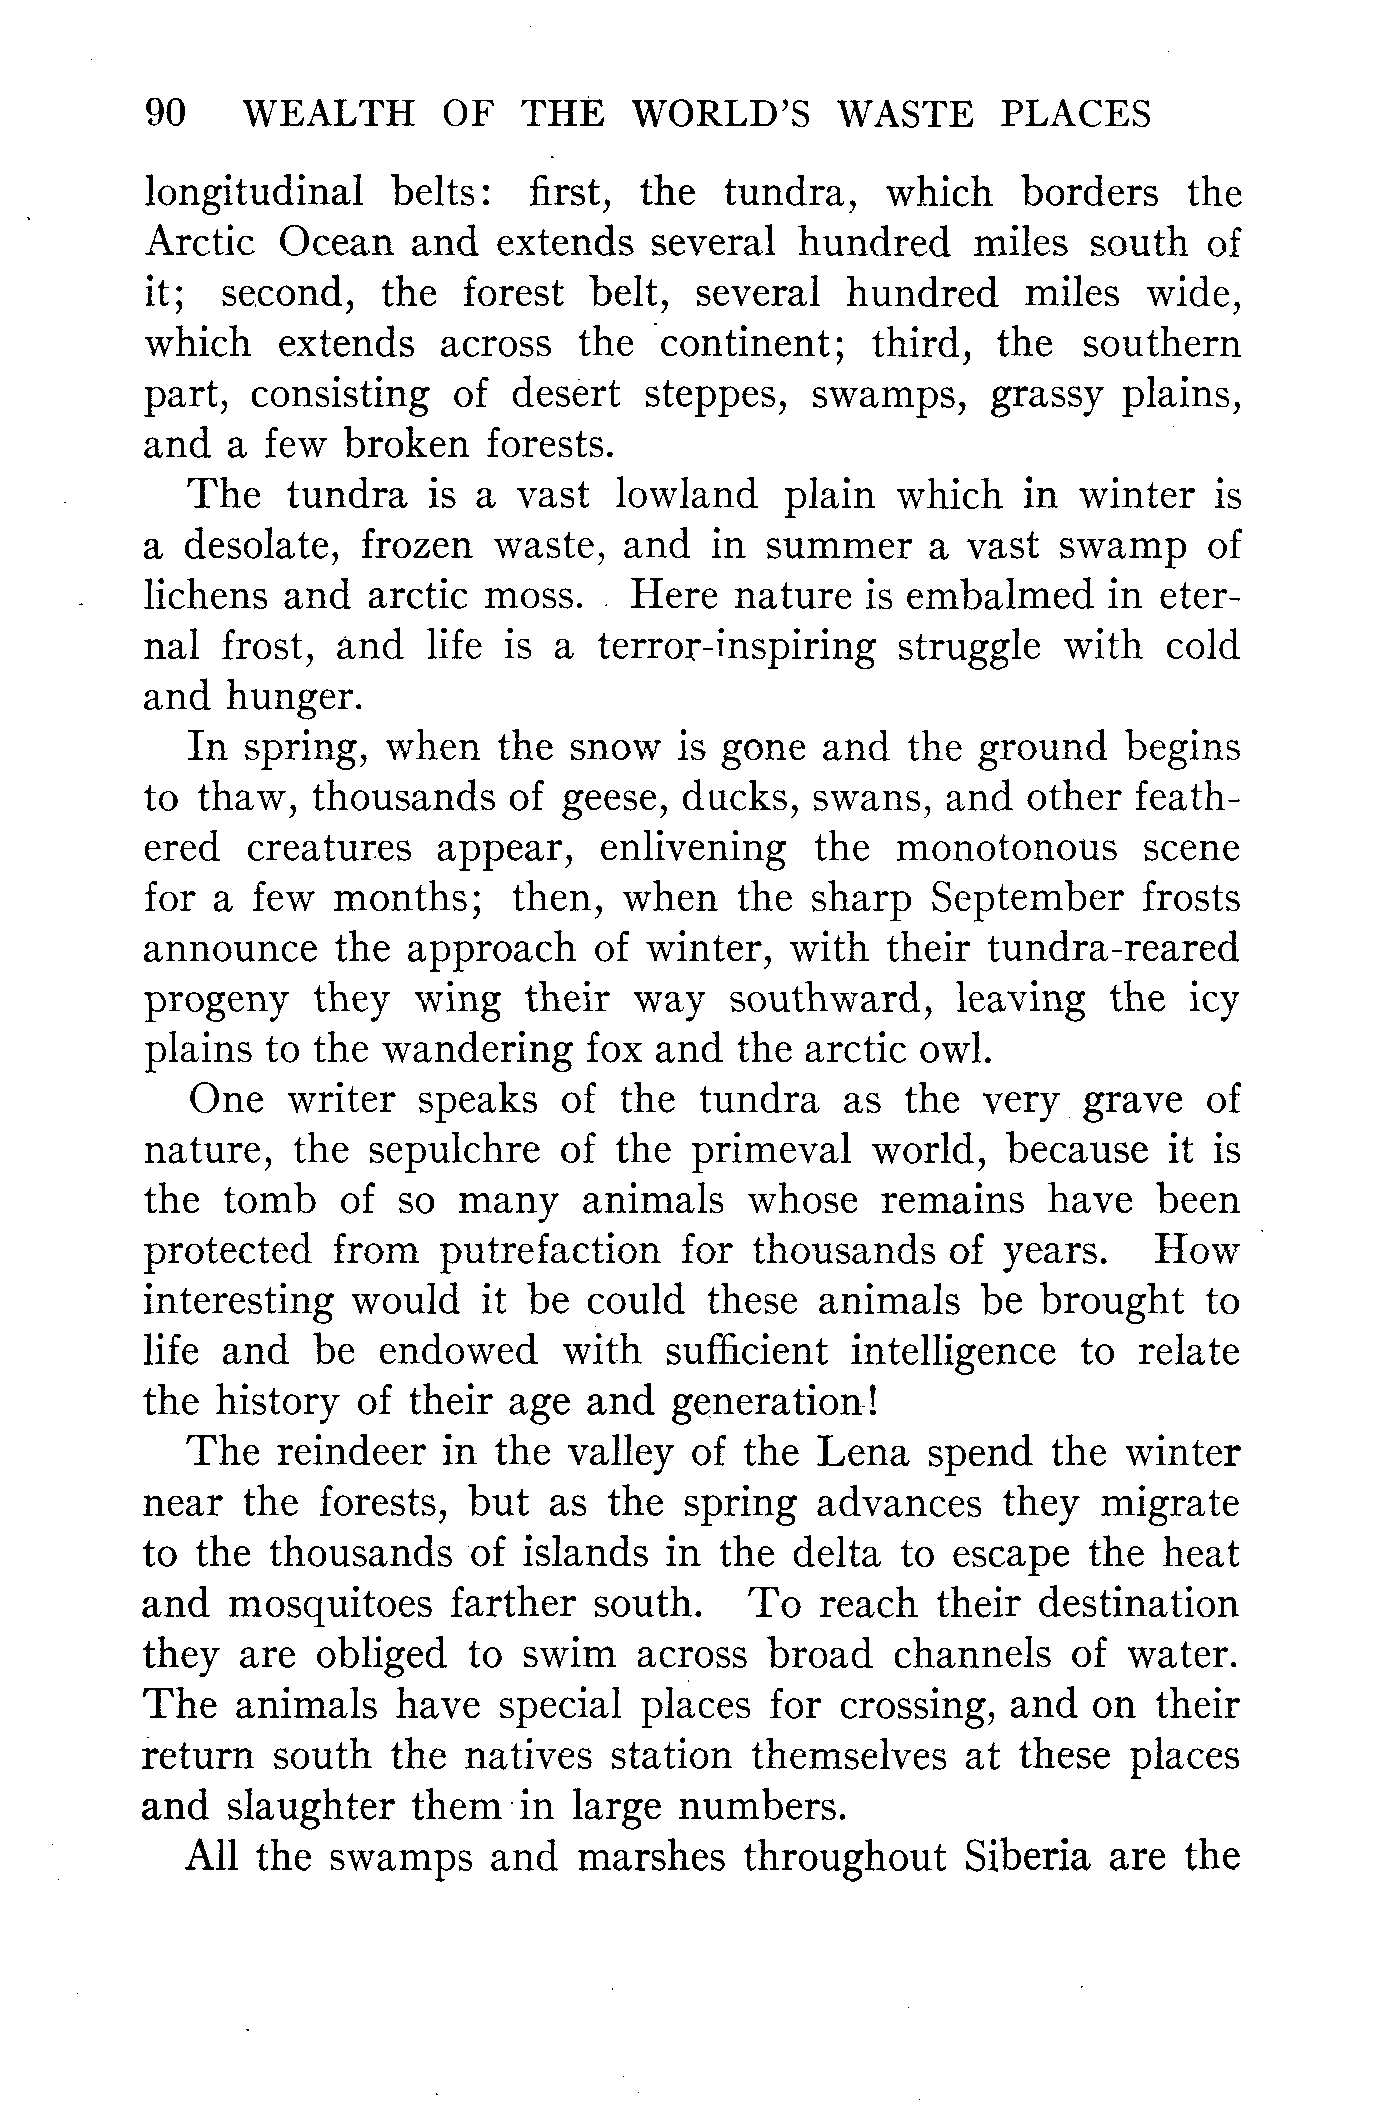 90 WEALTH OF THE WORLD'S WASTE PLACES
longitudinal belts: first, the tundra, which borders the
Arctic Ocean and extends several hundred miles south of
it; second, the forest belt, several hundred miles wide,
which extends across the continent; third, the southern
part, consisting of desert steppes, swamps, grassy plains,
and a few broken forests.
The tundra is a vast lowland plain which in winter is
a desolate, frozen waste, and in summer a vast swamp of
lichens and arctic moss. Here nature is embalmed in eter-
nal frost, and life is a terror-inspiring struggle with cold
and hunger.
In spring, when the snow is gone and the ground begins
to thaw, thousands of geese, ducks, swans, and other feath-
ered creatures appear, enlivening the monotonous scene
for a few months; then, when the sharp September frosts
announce the approach of winter, with their tundra-reared
progeny they wing their way southward, leaving the icy
plains to the wandering fox and the arctic owl.
One writer speaks of the tundra as the very grave of
nature, the sepulchre of the primeval world, because it is
the tomb of so many animals whose remains have been
protected from putrefaction for thousands of years. How
interesting would it be could these animals be brought to
life and be endowed with sufficient intelligence to relate
the history of their age and generation!
The reindeer in the valley of the Lena spend the winter
near the forests, but as the spring advances they migrate
to the thousands of islands in the delta to escape the heat
and mosquitoes farther south. To reach their destination
they are obliged to swim across broad channels of water.
The animals have special places for crossing, and on their
return south the natives station themselves at these places
and slaughter them in large numbers.
All the swamps and marshes throughout Siberia are the